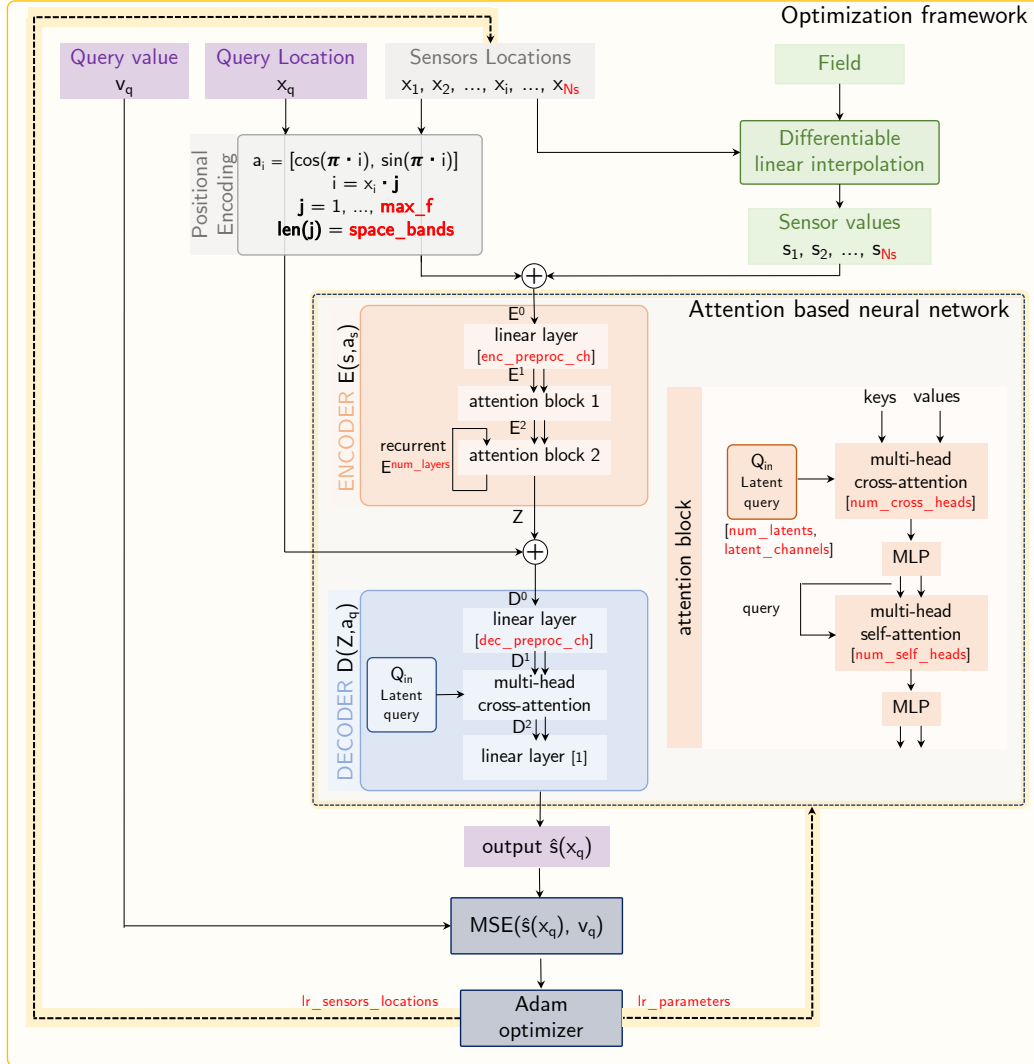 Optimization framework
Query value
v_q
Query Location
x_q
Sensors Locations
x_1, x_2, ..., x_i, ..., x_Ns
Field
Differentiable
linear interpolation
Sensor values
s_1, s_2, ..., s_Ns
Positional
Encoding
a_i = [cos(π · i), sin(π · i)]
i = x_i · j
j = 1, ..., max_f
len(j) = space_bands
+
Attention based neural network
ENCODER E(s,a_s)
E^0
linear layer
[enc_preproc_ch]
E^1
attention block 1
E^2
recurrent
E^num_layers
attention block 2
Z
+
DECODER D(Z,a_q)
D^0
linear layer
[dec_preproc_ch]
D^1
Q_in
Latent
query
multi-head
cross-attention
D^2
linear layer [1]
attention block
keys
values
Q_in
Latent
query
[num_latents,
latent_channels]
multi-head
cross-attention
[num_cross_heads]
MLP
query
multi-head
self-attention
[num_self_heads]
MLP
output ŝ(x_q)
MSE(ŝ(x_q), v_q)
lr_sensors_locations
lr_parameters
Adam
optimizer